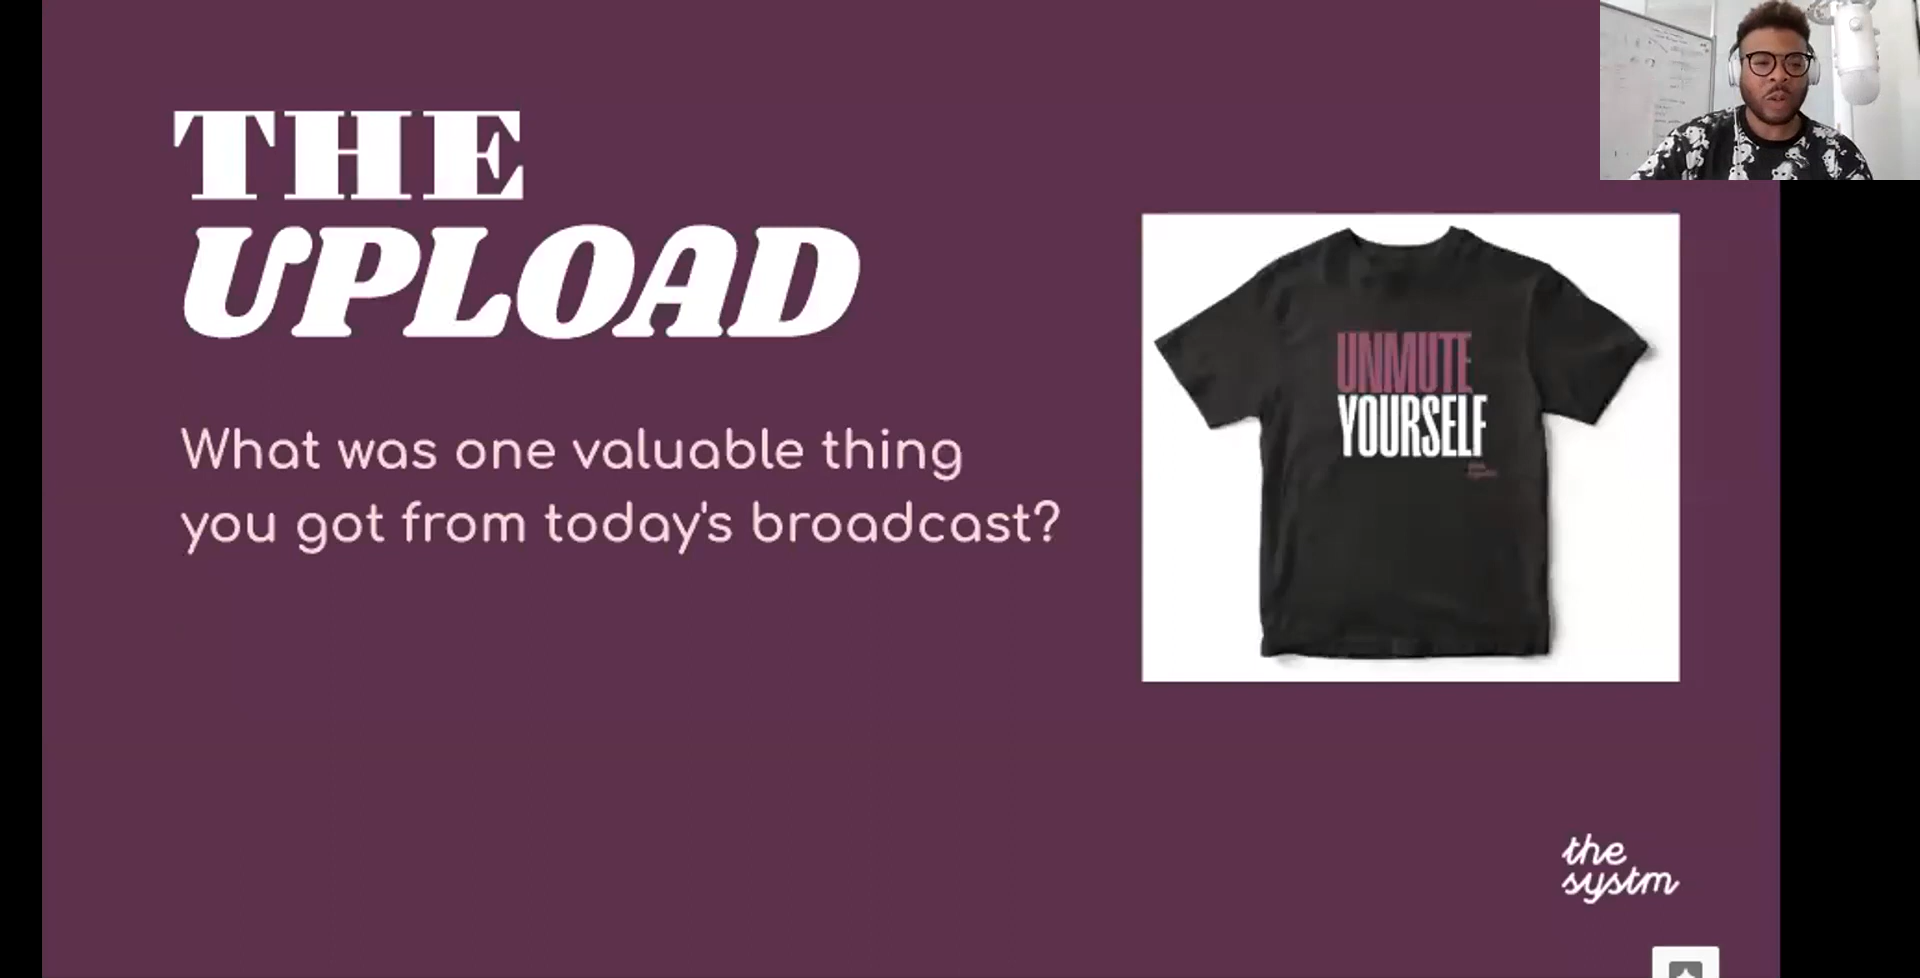 THE
UPLOAD
What was one valuable thing
you got from today's broadcast?
UNMUTE
YOURSELF
the
systm